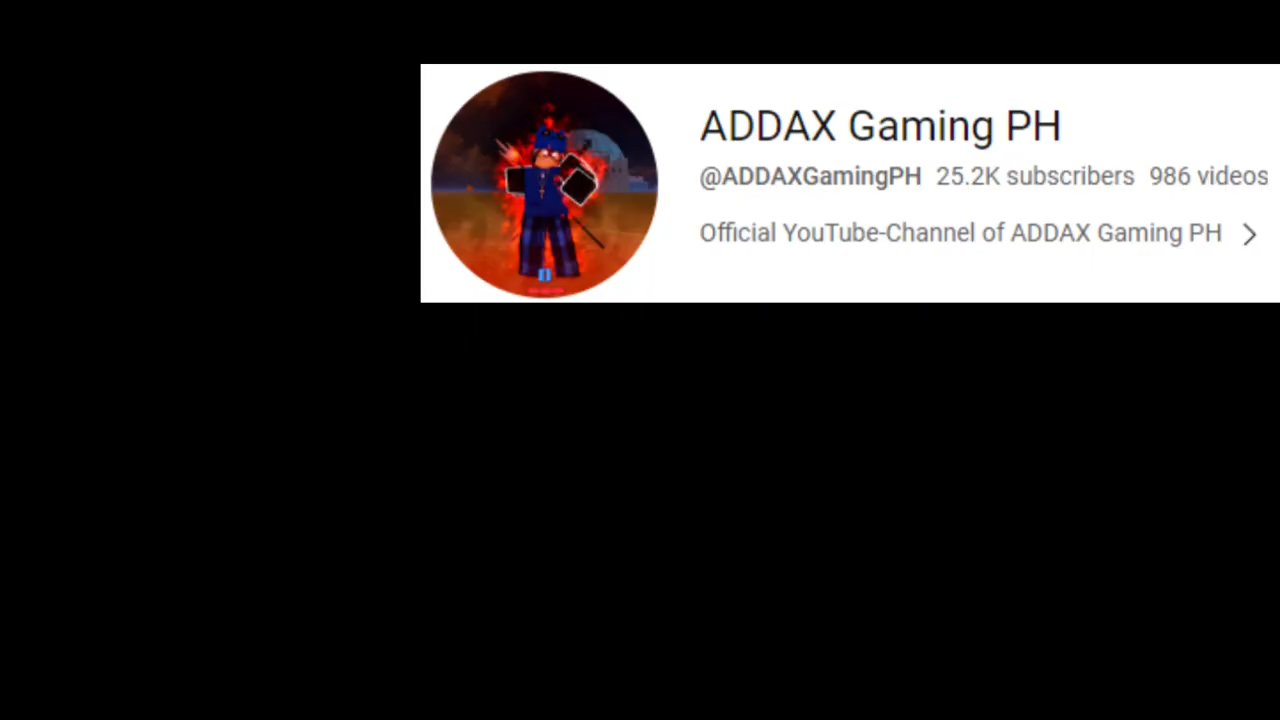 ADDAX Gaming PH
@ADDAXGamingPH 25.2K subscribers 986 videos
Official YouTube-Channel of ADDAX Gaming PH